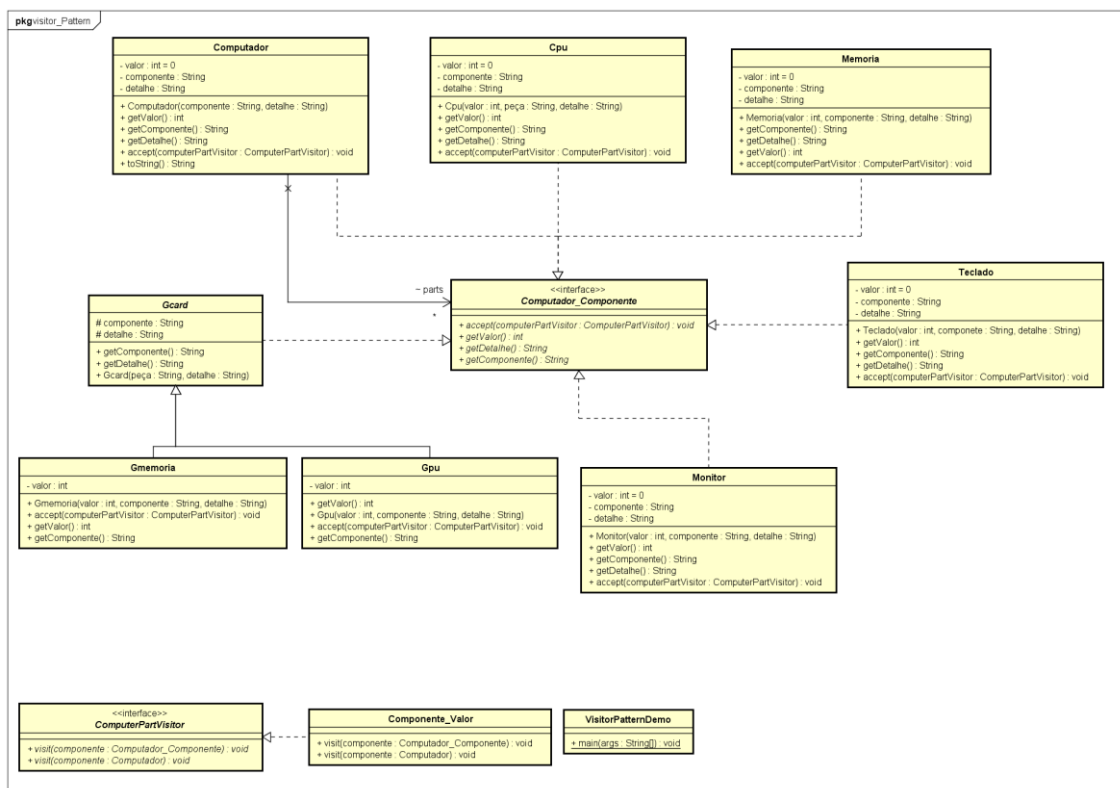 pkg visitor_Pattern
Computador
- valor : int = 0
- componente : String
- detalhe : String
+ Computador(componente : String, detalhe : String)
+ getValor() : int
+ getComponente() : String
+ getDetalhe() : String
+ accept(computerPartVisitor : ComputerPartVisitor) : void
+ toString() : String
Cpu
- valor : int = 0
- componente : String
- detalhe : String
+ Cpu(valor : int, peça : String, detalhe : String)
+ getValor() : int
+ getComponente() : String
+ getDetalhe() : String
+ accept(computerPartVisitor : ComputerPartVisitor) : void
Memoria
- valor : int = 0
- componente : String
- detalhe : String
+ Memoria(valor : int, componente : String, detalhe : String)
+ getComponente() : String
+ getDetalhe() : String
+ getValor() : int
+ accept(computerPartVisitor : ComputerPartVisitor) : void
~ parts
*
Gcard
# componente : String
# detalhe : String
+ getComponente() : String
+ getDetalhe() : String
+ Gcard(peça : String, detalhe : String)
<<interface>>
Computador_Componente
+ accept(computerPartVisitor : ComputerPartVisitor) : void
+ getValor() : int
+ getDetalhe() : String
+ getComponente() : String
Teclado
- valor : int = 0
- componente : String
- detalhe : String
+ Teclado(valor : int, componete : String, detalhe : String)
+ getValor() : int
+ getComponente() : String
+ getDetalhe() : String
+ accept(computerPartVisitor : ComputerPartVisitor) : void
Gmemoria
- valor : int
+ Gmemoria(valor : int, componente : String, detalhe : String)
+ accept(computerPartVisitor : ComputerPartVisitor) : void
+ getValor() : int
+ getComponente() : String
Gpu
- valor : int
+ getValor() : int
+ Gpu(valor : int, componente : String, detalhe : String)
+ accept(computerPartVisitor : ComputerPartVisitor) : void
+ getComponente() : String
Monitor
- valor : int = 0
- componente : String
- detalhe : String
+ Monitor(valor : int, componente : String, detalhe : String)
+ getValor() : int
+ getComponente() : String
+ getDetalhe() : String
+ accept(computerPartVisitor : ComputerPartVisitor) : void
<<interface>>
ComputerPartVisitor
+ visit(componente : Computador_Componente) : void
+ visit(componente : Computador) : void
Componente_Valor
+ visit(componente : Computador_Componente) : void
+ visit(componente : Computador) : void
VisitorPatternDemo
+ main(args : String[]) : void